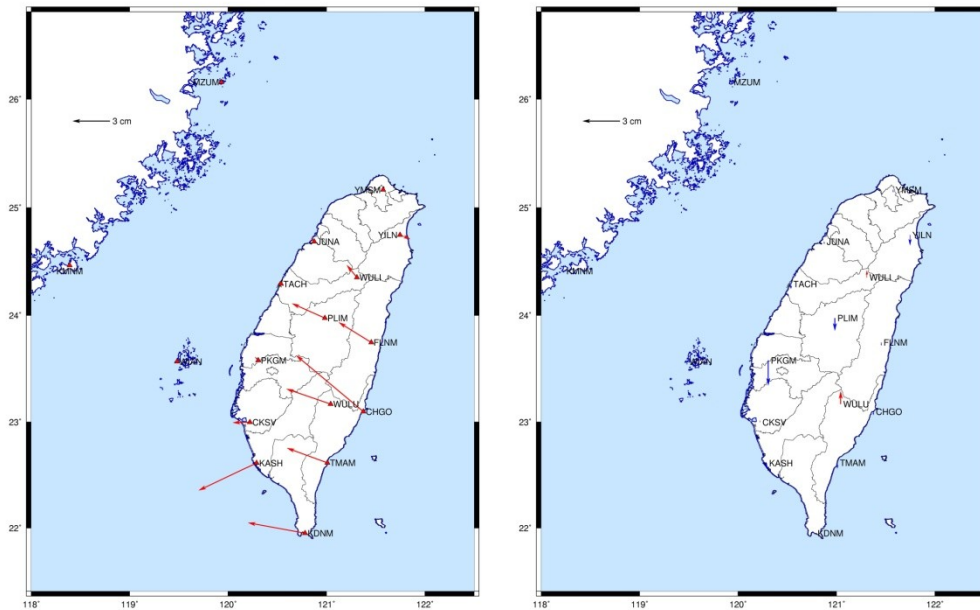 MZUM
26˚
3 cm
YMSM
25˚
YILN
JUNA
KMNM
WULI
TACH
24˚
PLIM
FLNM
PKGM
WULU
CHGO
23˚
CKSV
KASH
TMAM
22˚
KDNM
118˚ 119˚ 120˚ 121˚ 122˚
MZUM
26˚
3 cm
YMSM
25˚
YILN
JUNA
KMNM
WULI
TACH
24˚
PLIM
FLNM
PKGM
WULU
CHGO
23˚
CKSV
KASH
TMAM
22˚
KDNM
118˚ 119˚ 120˚ 121˚ 122˚